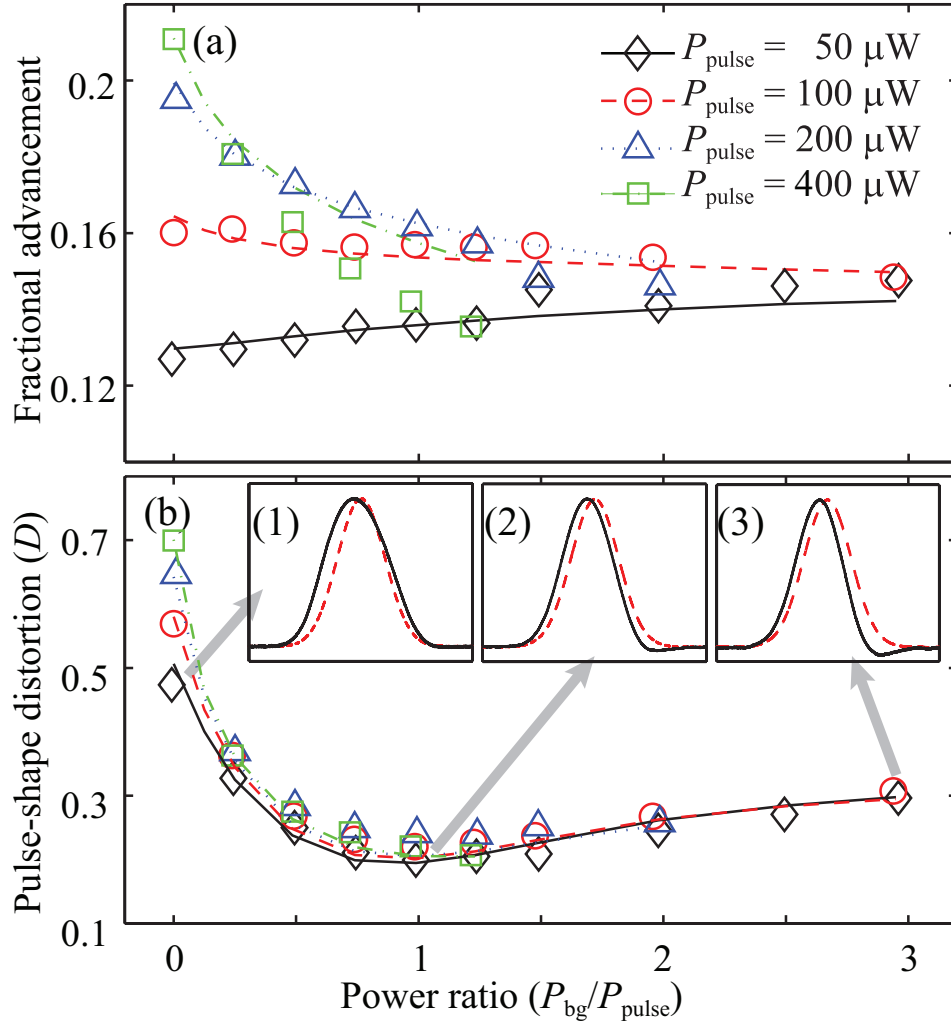 (a)
P_pulse = 50 μW
P_pulse = 100 μW
P_pulse = 200 μW
P_pulse = 400 μW
0.2
0.16
0.12
Fractional advancement
(b)
(1)
(2)
(3)
0.7
0.5
0.3
0.1
Pulse-shape distortion (D)
0 1 2 3
Power ratio (P_bg/P_pulse)